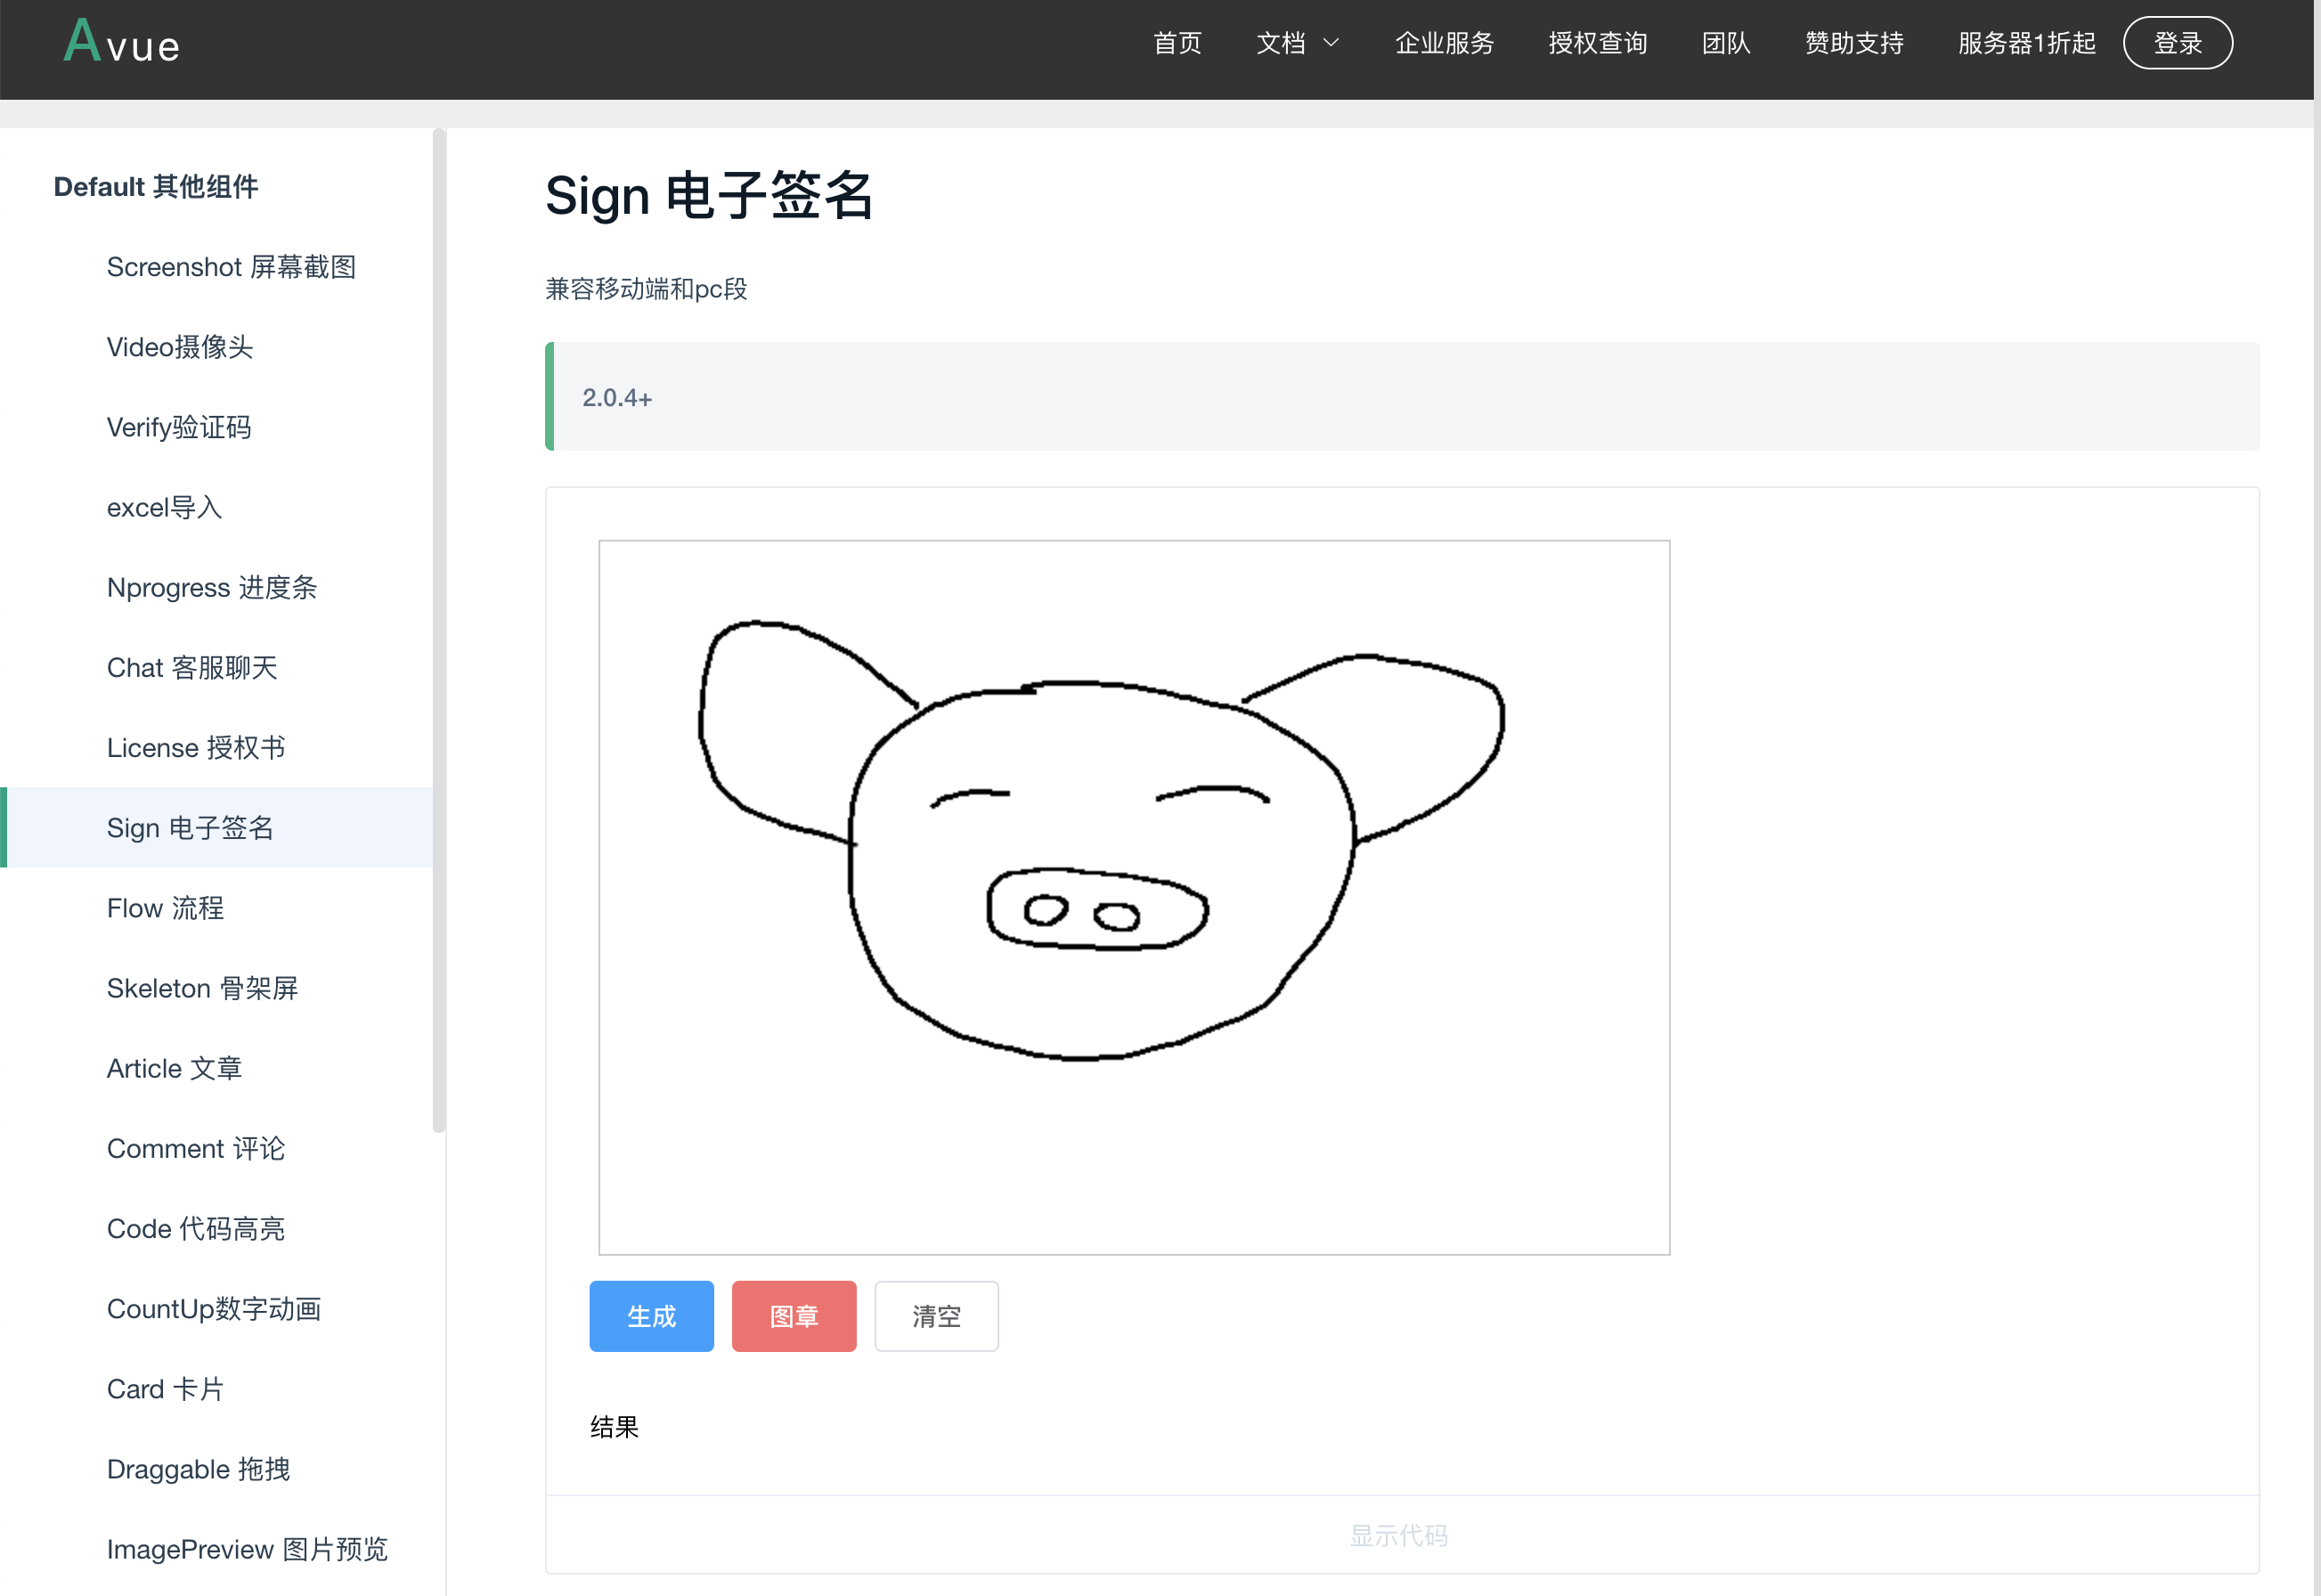 Avue
首页 文档 企业服务 授权查询 团队 赞助支持 服务器1折起 登录
Default 其他组件
Screenshot 屏幕截图
Video摄像头
Verify验证码
excel导入
Nprogress 进度条
Chat 客服聊天
License 授权书
Sign 电子签名
Flow 流程
Skeleton 骨架屏
Article 文章
Comment 评论
Code 代码高亮
CountUp数字动画
Card 卡片
Draggable 拖拽
ImagePreview 图片预览
Sign 电子签名
兼容移动端和pc段
2.0.4+
生成 图章 清空
结果
显示代码